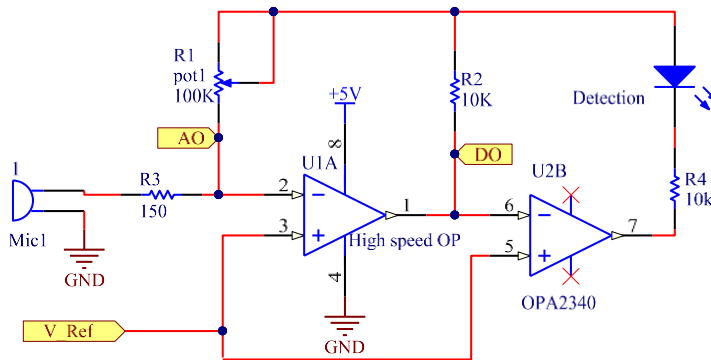 R1
pot1
100K
R2
10K
+5V
Detection
AO
DO
8
U1A
U2B
1
R3
150
2
3
1
6
5
7
R4
10k
High speed OP
Mic1
4
GND
OPA2340
V_Ref
GND